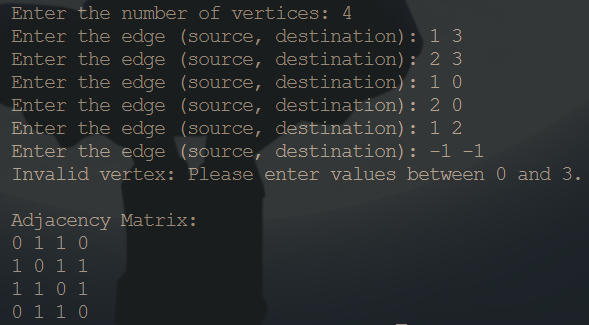 Enter the number of vertices: 4
Enter the edge (source, destination): 1 3
Enter the edge (source, destination): 2 3
Enter the edge (source, destination): 1 0
Enter the edge (source, destination): 2 0
Enter the edge (source, destination): 1 2
Enter the edge (source, destination): -1 -1
Invalid vertex: Please enter values between 0 and 3.
Adjacency Matrix:
0 1 1 0
1 0 1 1
1 1 0 1
0 1 1 0